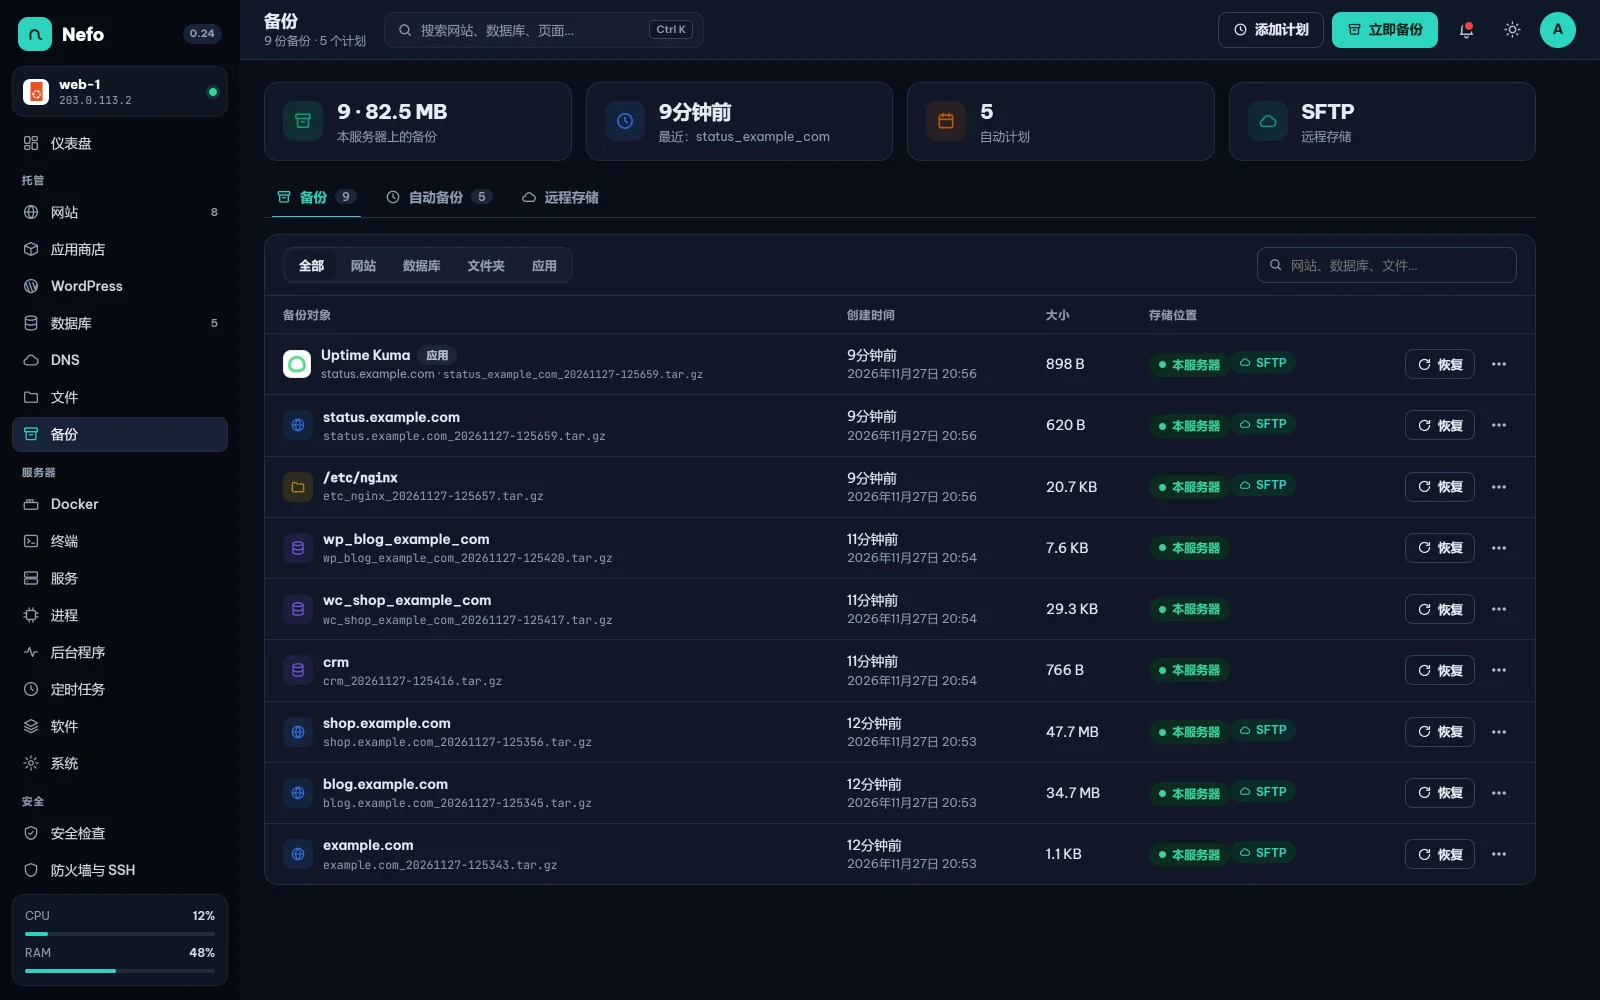 Nefo
0.24
web-1
203.0.113.2
仪表盘
托管
网站 8
应用商店
WordPress
数据库 5
DNS
文件
备份
服务器
Docker
终端
服务
进程
后台程序
定时任务
软件
系统
安全
安全检查
防火墙与 SSH
CPU 12%
RAM 48%
备份
9 份备份 · 5 个计划
搜索网站、数据库、页面... Ctrl K
添加计划
立即备份
A
9 · 82.5 MB
本服务器上的备份
9分钟前
最近：status_example_com
5
自动计划
SFTP
远程存储
备份 9
自动备份 5
远程存储
全部 网站 数据库 文件夹 应用
网站、数据库、文件...
备份对象 创建时间 大小 存储位置
Uptime Kuma 应用
status.example.com · status_example_com_20261127-125659.tar.gz
9分钟前
2026年11月27日 20:56
898 B
本服务器 SFTP
恢复
status.example.com
status.example.com_20261127-125659.tar.gz
9分钟前
2026年11月27日 20:56
620 B
本服务器 SFTP
恢复
/etc/nginx
etc_nginx_20261127-125657.tar.gz
9分钟前
2026年11月27日 20:56
20.7 KB
本服务器 SFTP
恢复
wp_blog_example_com
wp_blog_example_com_20261127-125420.tar.gz
11分钟前
2026年11月27日 20:54
7.6 KB
本服务器
恢复
wc_shop_example_com
wc_shop_example_com_20261127-125417.tar.gz
11分钟前
2026年11月27日 20:54
29.3 KB
本服务器
恢复
crm
crm_20261127-125416.tar.gz
11分钟前
2026年11月27日 20:54
766 B
本服务器
恢复
shop.example.com
shop.example.com_20261127-125356.tar.gz
12分钟前
2026年11月27日 20:53
47.7 MB
本服务器 SFTP
恢复
blog.example.com
blog.example.com_20261127-125345.tar.gz
12分钟前
2026年11月27日 20:53
34.7 MB
本服务器 SFTP
恢复
example.com
example.com_20261127-125343.tar.gz
12分钟前
2026年11月27日 20:53
1.1 KB
本服务器 SFTP
恢复